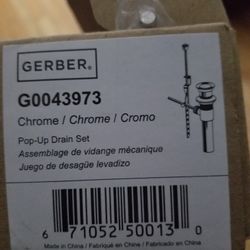 GERBER®
G0043973
Chrome / Chrome / Cromo
Pop-Up Drain Set
Assemblage de vidange mécanique
Juego de desagüe levadizo
6 71052 50013 0
Made in China / Fabriqué en Chine / Fabricado en China